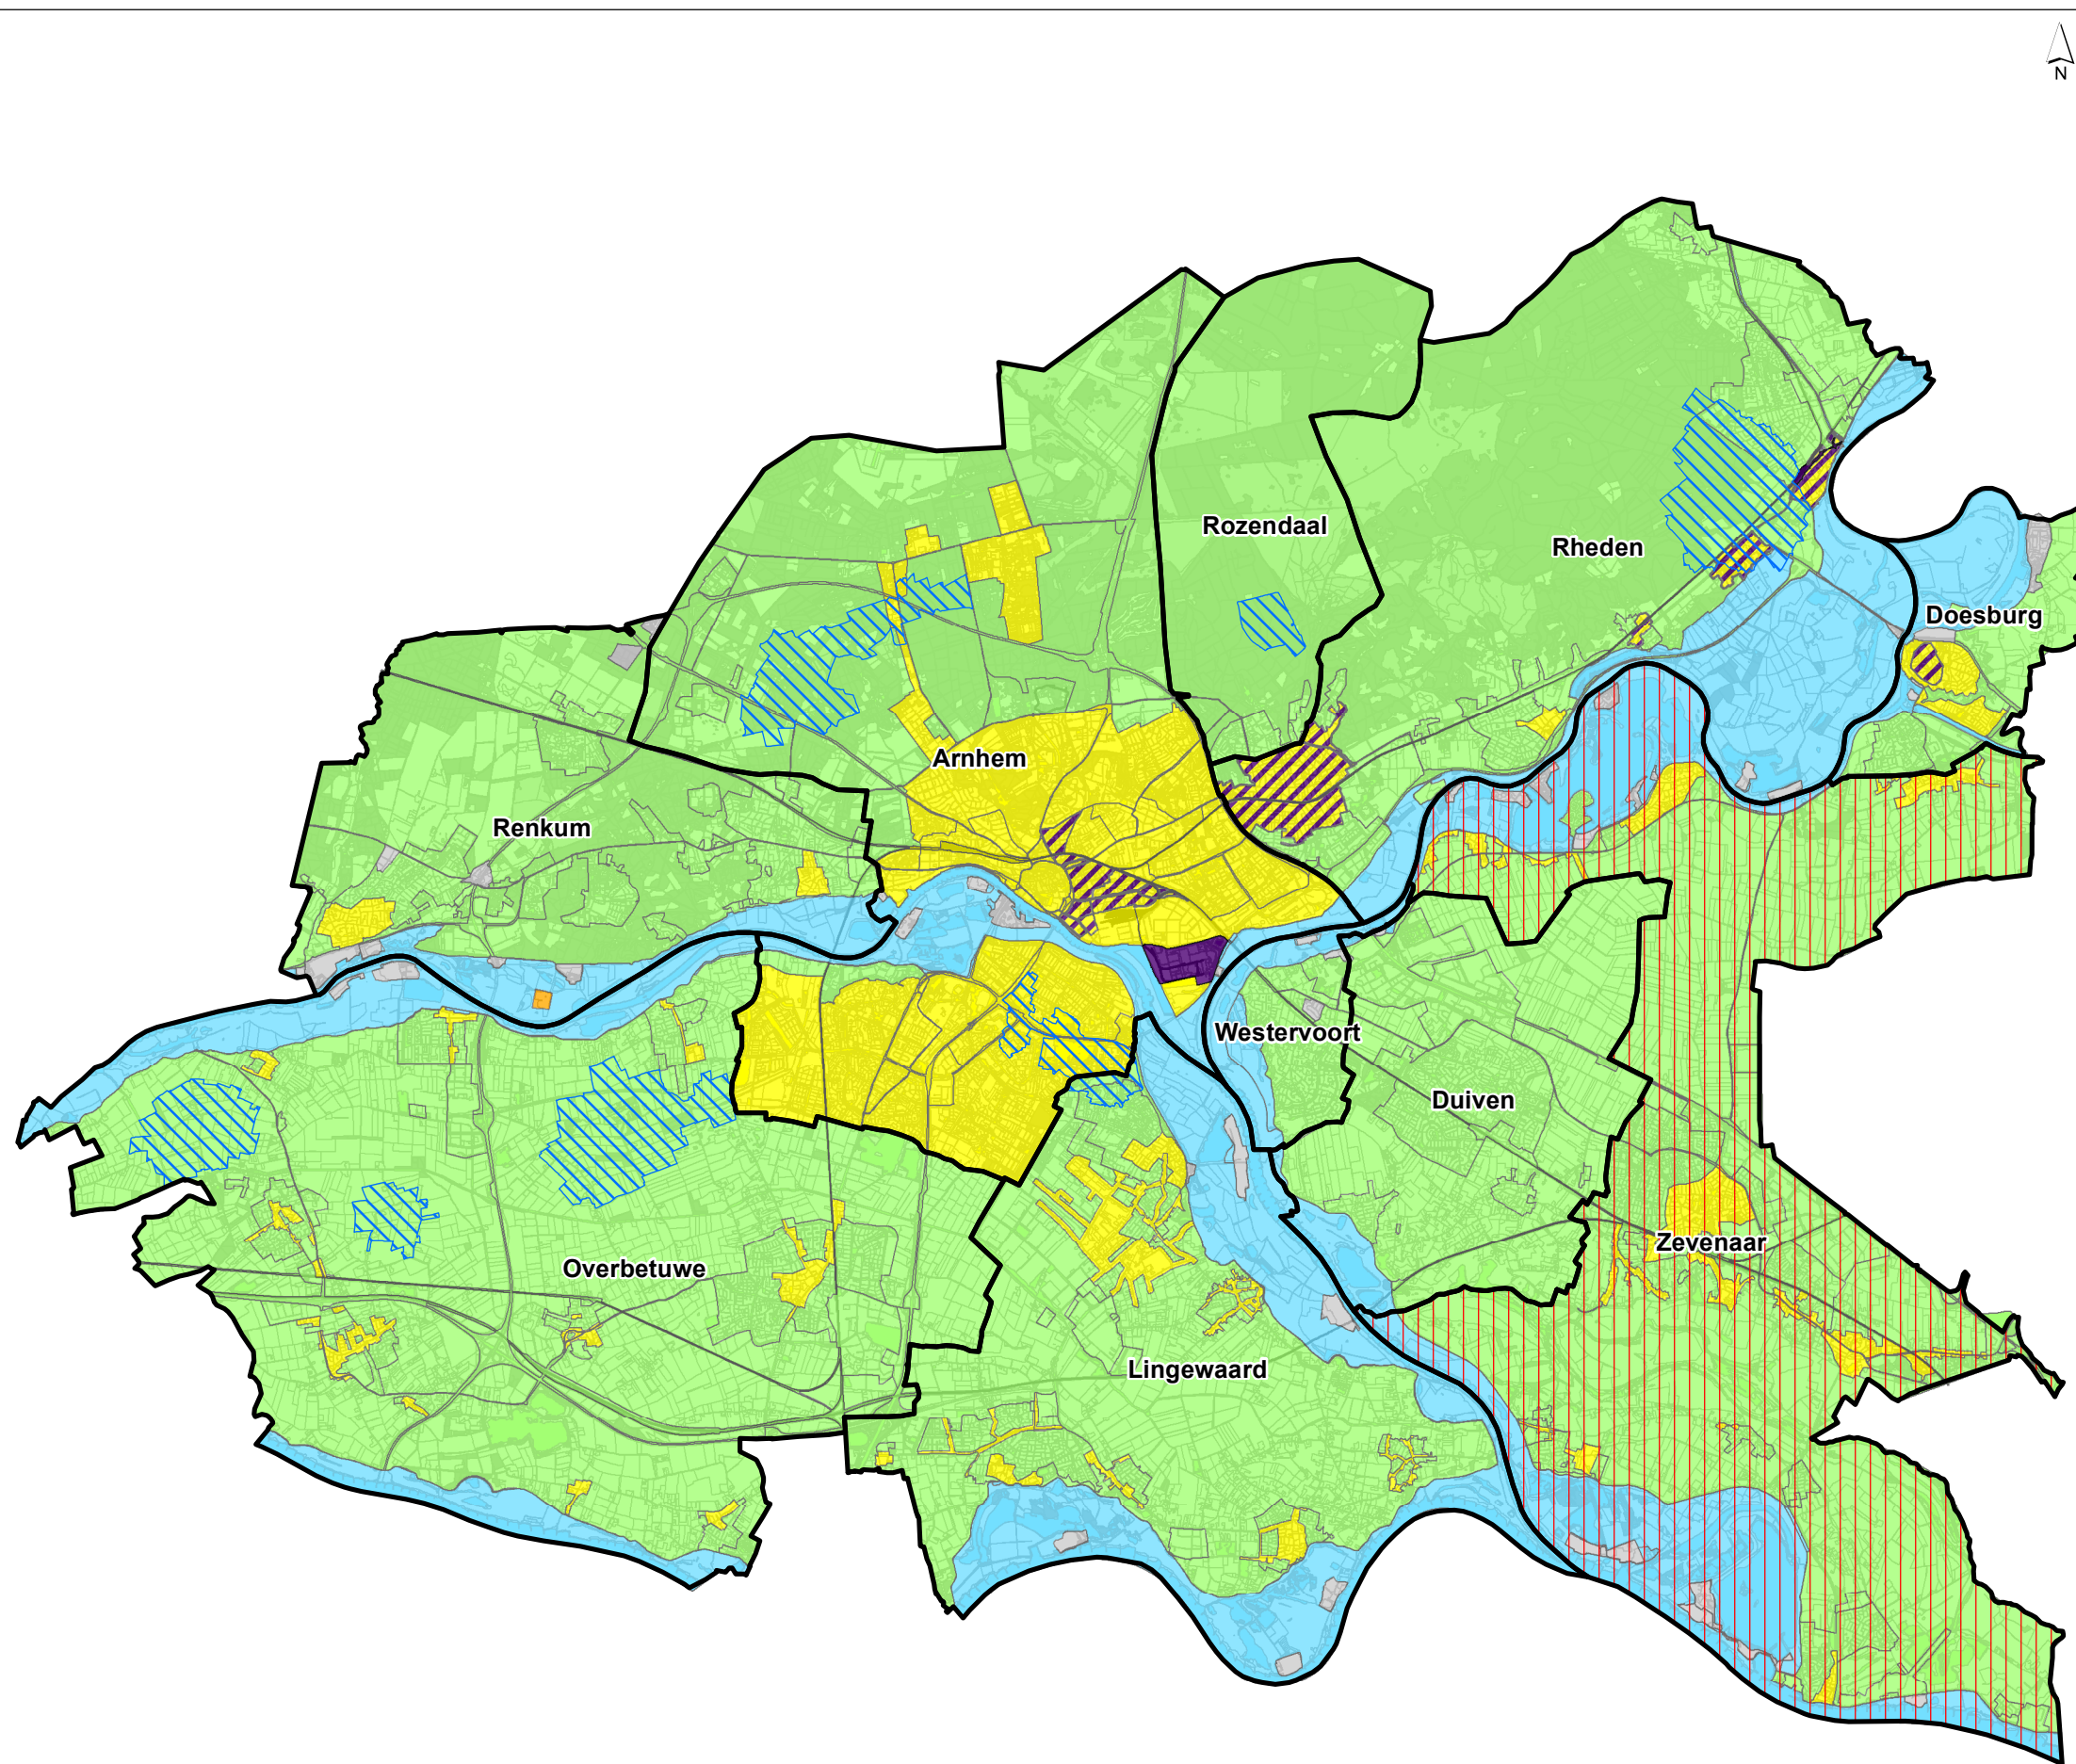 N
Rozendaal
Rheden
Doesburg
Arnhem
Renkum
Westervoort
Duiven
Zevenaar
Overbetuwe
Lingewaard